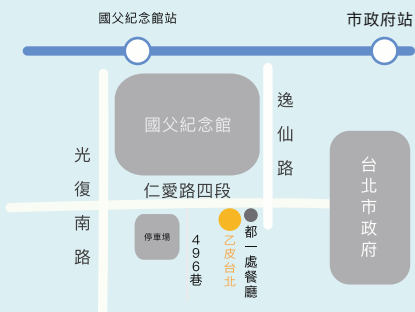 國父紀念館站
市政府站
國父紀念館
逸仙路
光復南路
台北市政府
仁愛路四段
停車場
496巷
乙皮台北
都一處餐廳